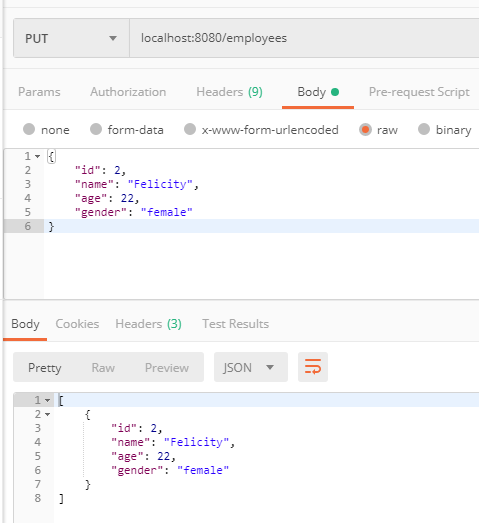 PUT localhost:8080/employees
Params Authorization Headers (9) Body Pre-request Script
none form-data x-www-form-urlencoded raw binary
1 {
2 "id": 2,
3 "name": "Felicity",
4 "age": 22,
5 "gender": "female"
6 }
Body Cookies Headers (3) Test Results
Pretty Raw Preview JSON
1 [
2 {
3 "id": 2,
4 "name": "Felicity",
5 "age": 22,
6 "gender": "female"
7 }
8 ]